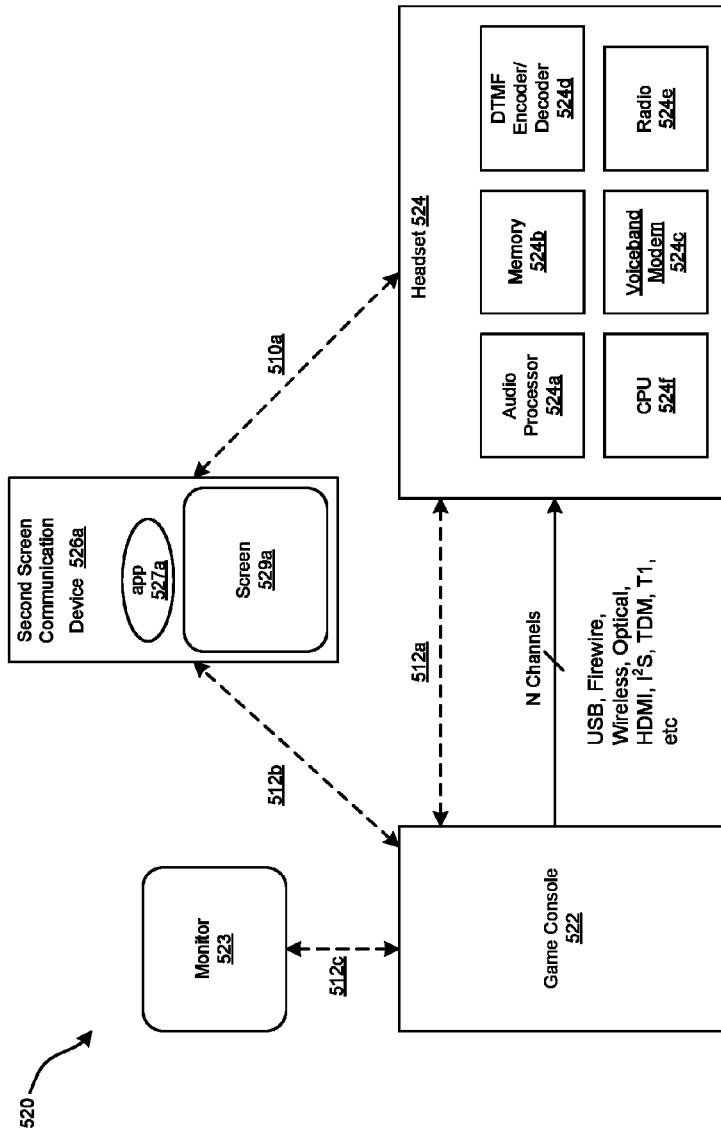 520
Monitor
523
512c
Game Console
522
512b
Second Screen
Communication
Device 526a
app
527a
Screen
529a
510a
512a
N Channels
USB, Firewire,
Wireless, Optical,
HDMI, I²S, TDM, T1,
etc
Headset 524
Audio
Processor
524a
Memory
524b
DTMF
Encoder/
Decoder
524d
CPU
524f
Voiceband
Modem
524c
Radio
524e